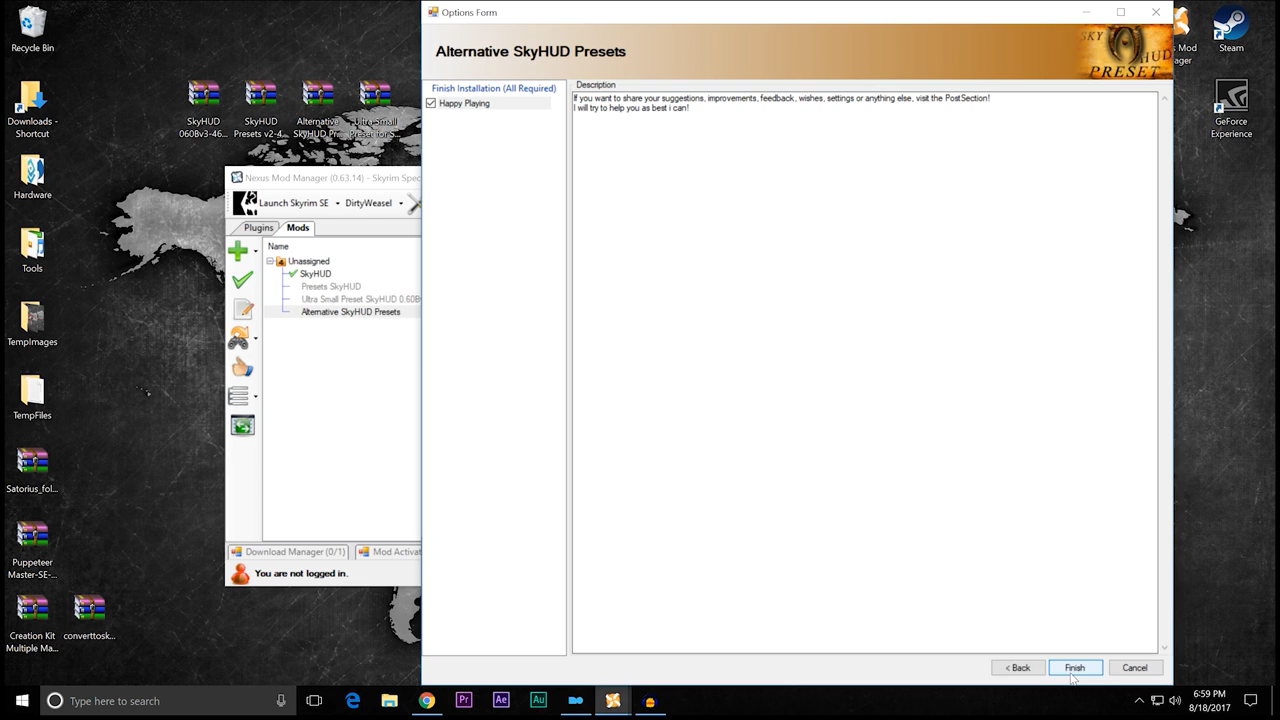 Options Form
Alternative SkyHUD Presets
SKY HUD
PRESET
Finish Installation (All Required)
Happy Playing
Description
If you want to share your suggestions, improvements, feedback, wishes, settings or anything else, visit the PostSection!
I will try to help you as best i can!
< Back
Finish
Cancel
Recycle Bin
Downloads -
Shortcut
Hardware
Tools
TempImages
TempFiles
Satorius_fol...
Puppeteer
Master-SE-...
Creation Kit
Multiple Ma...
converttosk...
SkyHUD
0608v3-46...
SkyHUD
Presets v2-4...
Alternative
SkyHUD Pr...
Ultra Small
Preset for S...
Steam
GeForce
Experience
Nexus Mod Manager (0.63.14) - Skyrim Spec
Launch Skyrim SE
DirtyWeasel
Plugins
Mods
Name
Unassigned
SkyHUD
Presets SkyHUD
Ultra Small Preset SkyHUD 0.60B
Alternative SkyHUD Presets
Download Manager (0/1)
Mod Activat
You are not logged in.
Type here to search
Pr
Ae
Au
6:59 PM
8/18/2017